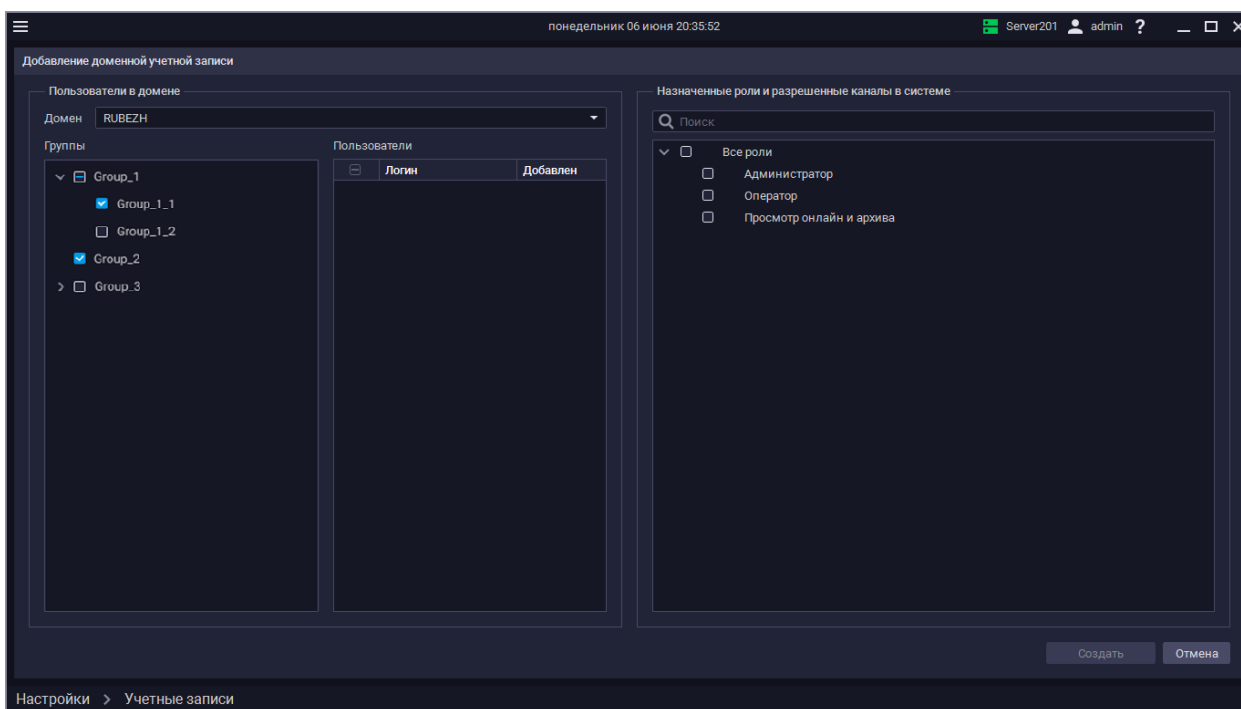 понедельник 06 июня 20:35:52 Server201 admin ?
Добавление доменной учетной записи
Пользователи в домене
Домен RUBEZH
Группы
Group_1
Group_1_1
Group_1_2
Group_2
Group_3
Пользователи
Логин Добавлен
Назначенные роли и разрешенные каналы в системе
Поиск
Все роли
Администратор
Оператор
Просмотр онлайн и архива
Создать Отмена
Настройки > Учетные записи